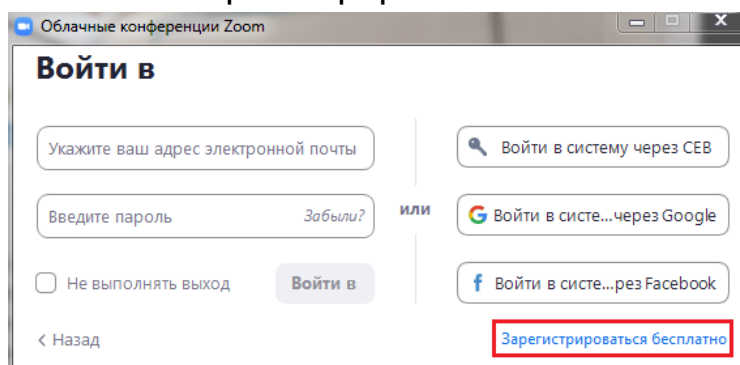 Облачные конференции Zoom
Войти в
Укажите ваш адрес электронной почты
Введите пароль Забыли?
Не выполнять выход Войти в
< Назад
или
Войти в систему через СЕВ
Войти в систе...через Google
Войти в систе...рез Facebook
Зарегистрироваться бесплатно